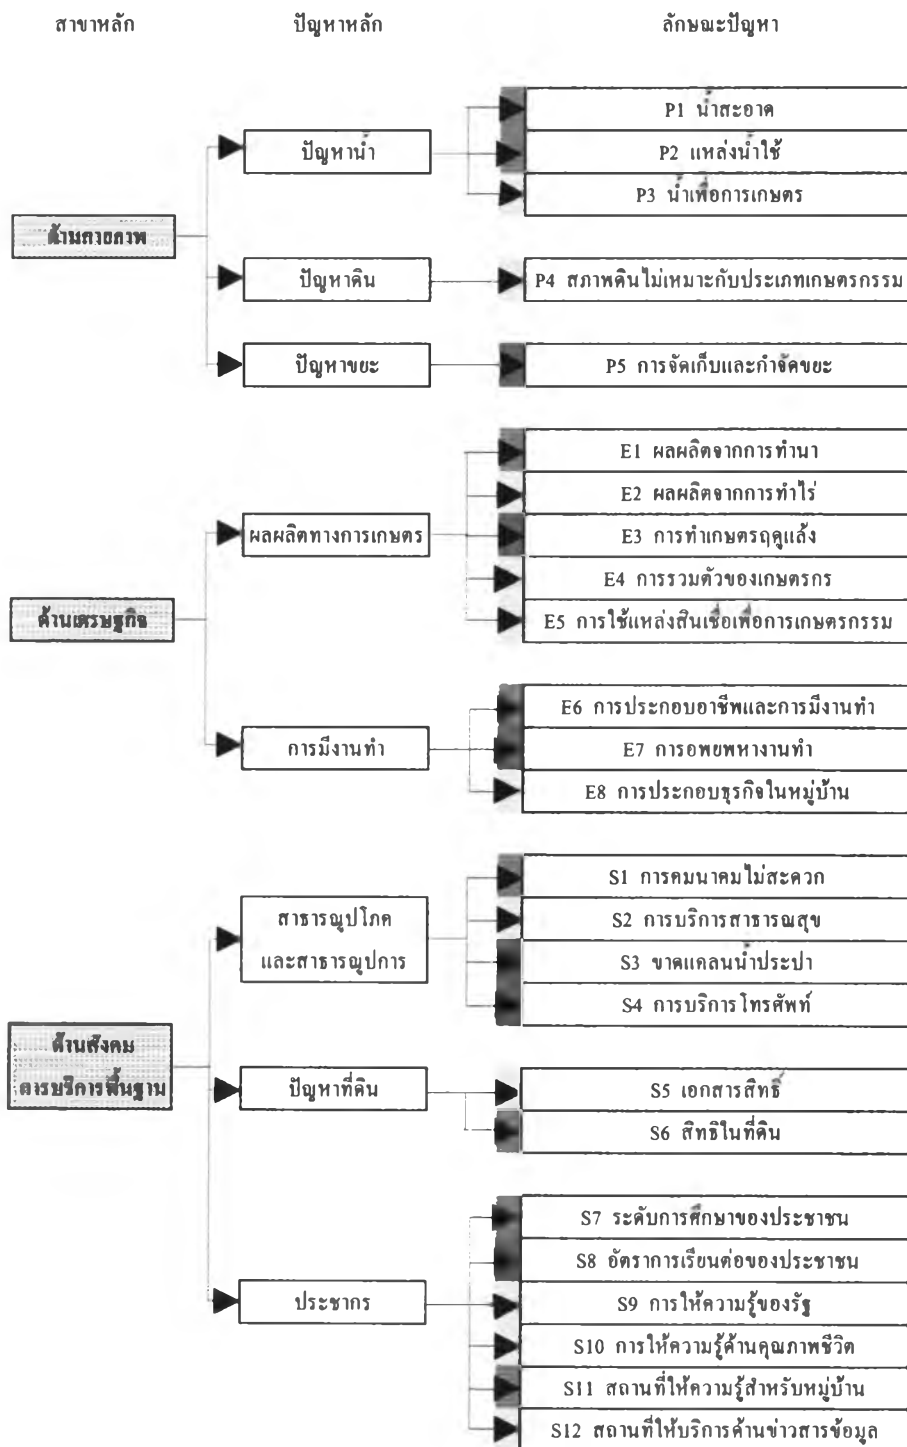 สาขาหลัก ปัญหาหลัก ลักษณะปัญหา
P1 น้ำสะอาด
ปัญหาน้ำ
P2 แหล่งน้ำใช้
P3 น้ำเพื่อการเกษตร
ด้านกายภาพ
ปัญหาดิน
P4 สภาพดินไม่เหมาะกับประเภทเกษตรกรรม
ปัญหาขยะ
P5 การจัดเก็บและกำจัดขยะ
E1 ผลผลิตจากการทำนา
E2 ผลผลิตจากการทำไร่
ผลผลิตทางการเกษตร
E3 การทำเกษตรฤดูแล้ง
E4 การรวมตัวของเกษตรกร
ด้านเศรษฐกิจ
E5 การใช้แหล่งสินเชื่อเพื่อการเกษตรกรรม
E6 การประกอบอาชีพและการมีงานทำ
การมีงานทำ
E7 การอพยพหางานทำ
E8 การประกอบธุรกิจในหมู่บ้าน
S1 การคมนาคมไม่สะดวก
สาธารณูปโภค
และสาธารณูปการ
S2 การบริการสาธารณสุข
S3 ขาดแคลนน้ำประปา
S4 การบริการโทรศัพท์
ด้านสังคม
การบริการพื้นฐาน
ปัญหาที่ดิน
S5 เอกสารสิทธิ์
S6 สิทธิในที่ดิน
S7 ระดับการศึกษาของประชาชน
S8 อัตราการเรียนต่อของประชาชน
ประชากร
S9 การให้ความรู้ของรัฐ
S10 การให้ความรู้ด้านคุณภาพชีวิต
S11 สถานที่ให้ความรู้สำหรับหมู่บ้าน
S12 สถานที่ให้บริการด้านข่าวสารข้อมูล